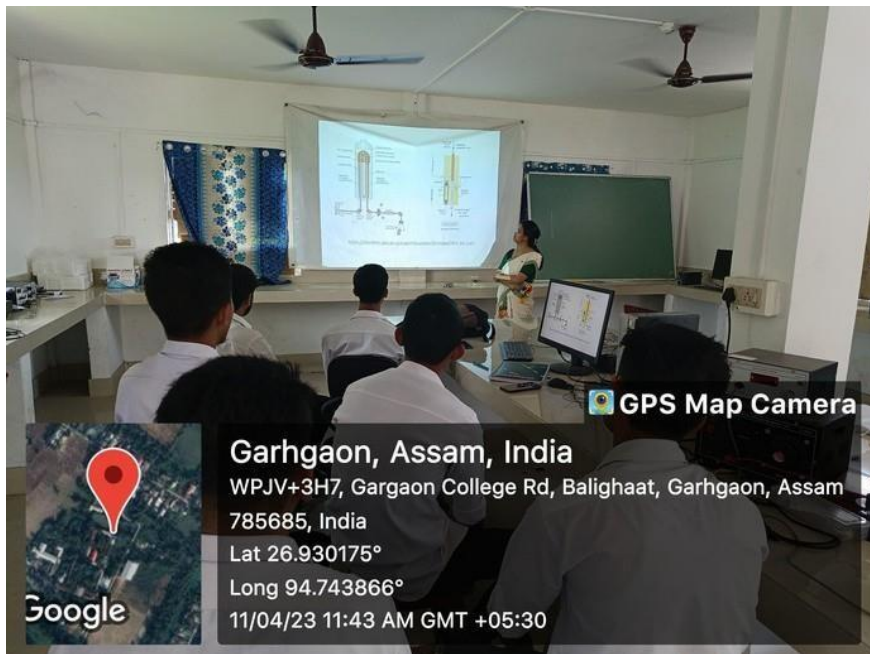 GPS Map Camera
Garhgaon, Assam, India
WPJV+3H7, Gargaon College Rd, Balighaat, Garhgaon, Assam
785685, India
Lat 26.930175°
Long 94.743866°
11/04/23 11:43 AM GMT +05:30
Google